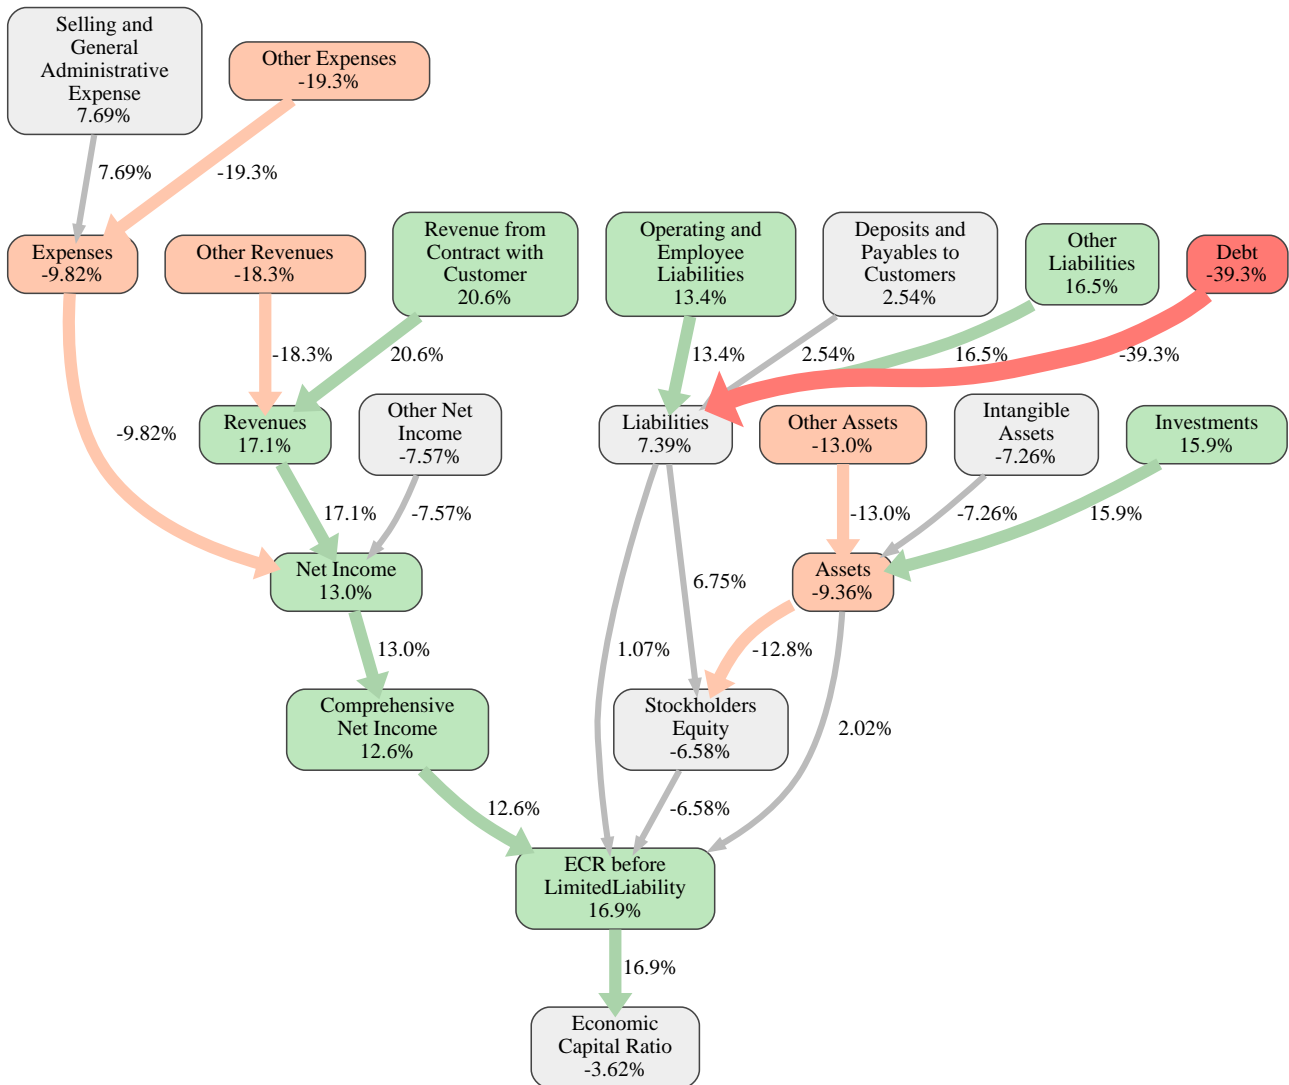 Selling and
General
Administrative
Expense
7.69%
Other Expenses
-19.3%
7.69%
-19.3%
Expenses
-9.82%
Other Revenues
-18.3%
Revenue from
Contract with
Customer
20.6%
Operating and
Employee
Liabilities
13.4%
Deposits and
Payables to
Customers
2.54%
Other
Liabilities
16.5%
Debt
-39.3%
-18.3%
20.6%
13.4%
2.54%
16.5%
-39.3%
-9.82%
Revenues
17.1%
Other Net
Income
-7.57%
Liabilities
7.39%
Other Assets
-13.0%
Intangible
Assets
-7.26%
Investments
15.9%
17.1%
-7.57%
-13.0%
-7.26%
15.9%
Net Income
13.0%
6.75%
Assets
-9.36%
13.0%
1.07%
-12.8%
2.02%
Comprehensive
Net Income
12.6%
Stockholders
Equity
-6.58%
12.6%
-6.58%
ECR before
LimitedLiability
16.9%
16.9%
Economic
Capital Ratio
-3.62%